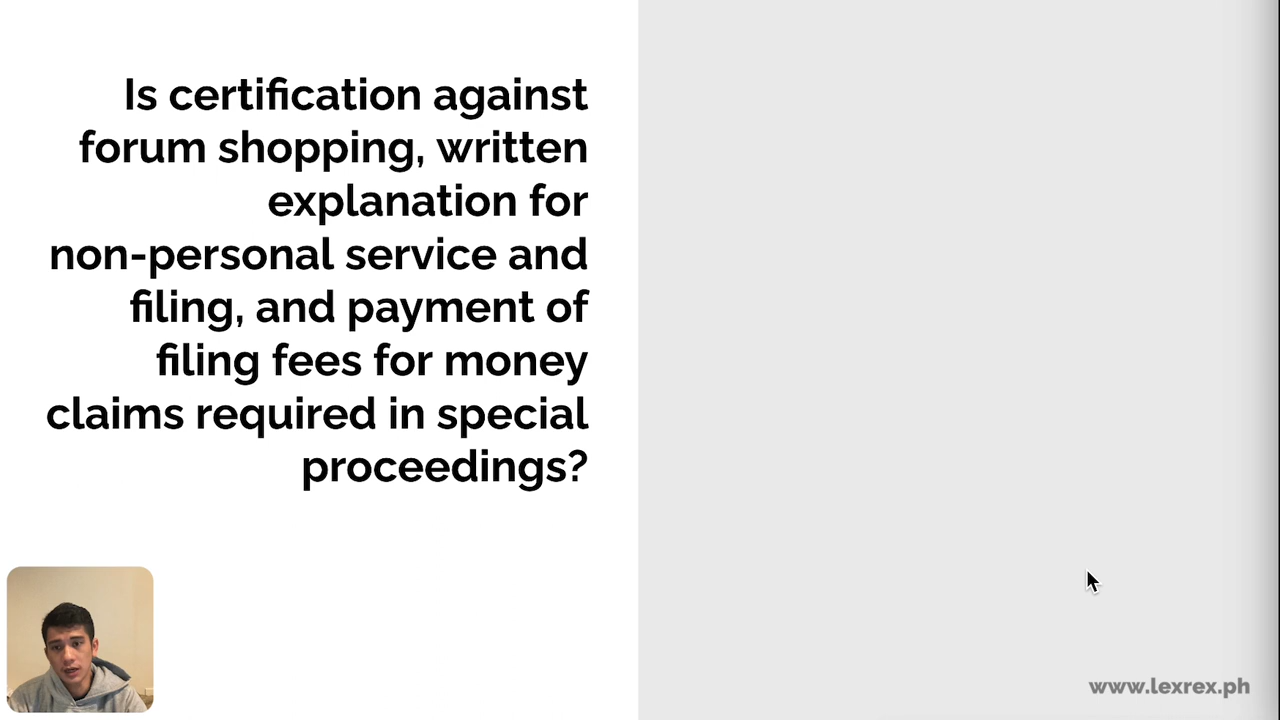 Is certification against
forum shopping, written
explanation for
non-personal service and
filing, and payment of
filing fees for money
claims required in special
proceedings?
www.lexrex.ph